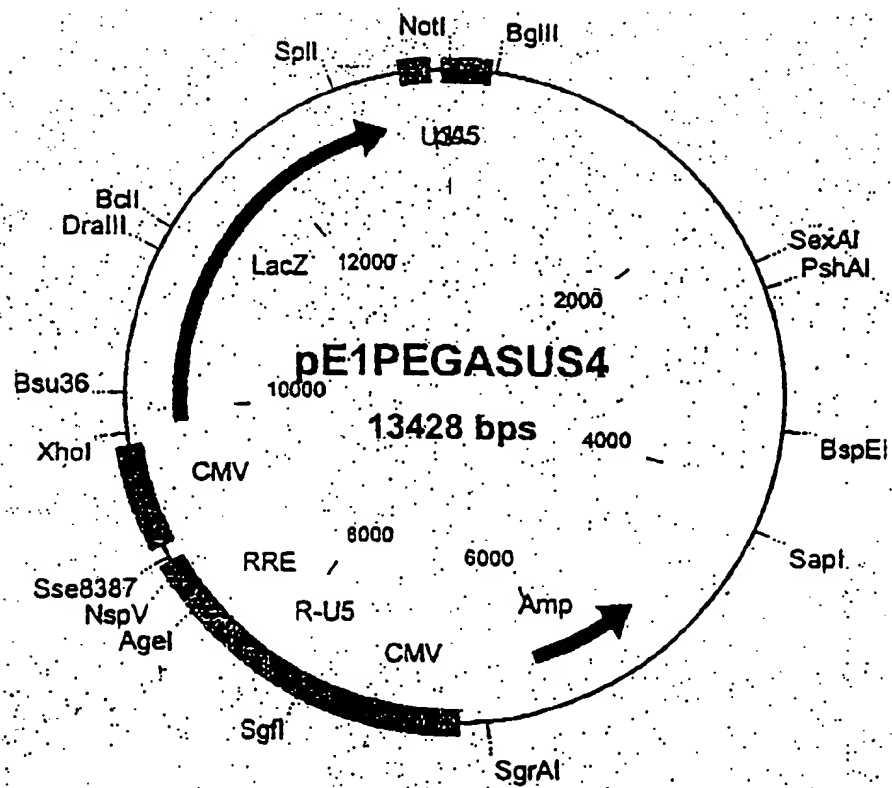 NotI
BglII
SplI
BclI
DraIII
SexAI
PshAI
LacZ
12000
2000
pE1PEGASUS4
13428 bps
Bsu36
10000
4000
XhoI
CMV
BspEI
8000
6000
SapI
RRE
Sse8387
NspV
AgeI
R-U5
Amp
CMV
SgfI
SgrAI